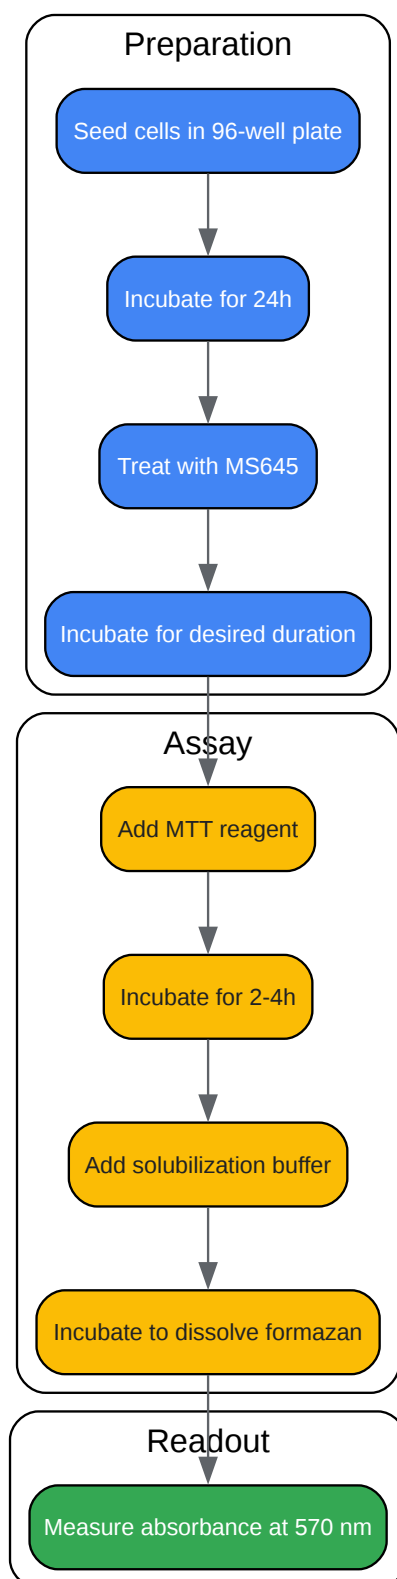 Preparation
Seed cells in 96-well plate
Incubate for 24h
Treat with MS645
Incubate for desired duration
Assay
Add MTT reagent
Incubate for 2-4h
Add solubilization buffer
Incubate to dissolve formazan
Readout
Measure absorbance at 570 nm